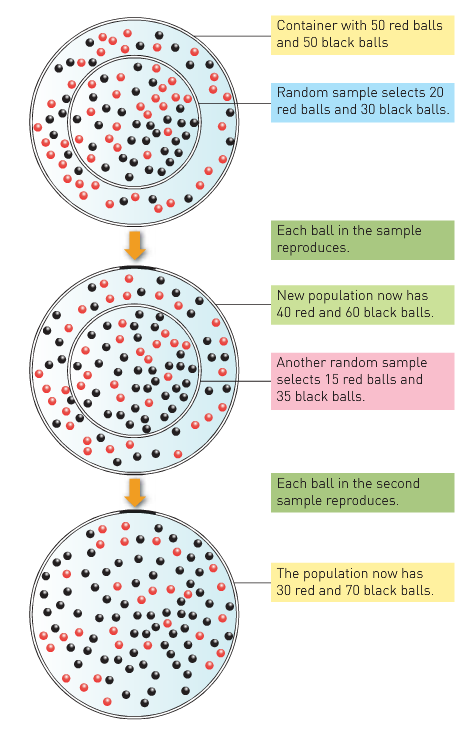 Container with 50 red balls
and 50 black balls
Random sample selects 20
red balls and 30 black balls.
Each ball in the sample
reproduces.
New population now has
40 red and 60 black balls.
Another random sample
selects 15 red balls and
35 black balls.
Each ball in the second
sample reproduces.
The population now has
30 red and 70 black balls.